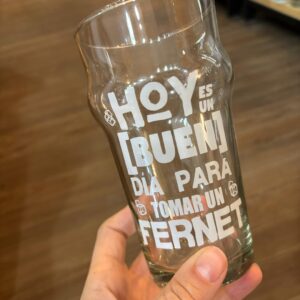 HOY ES UN
[BUEN]
DÍA PARA
TOMAR UN
FERNET